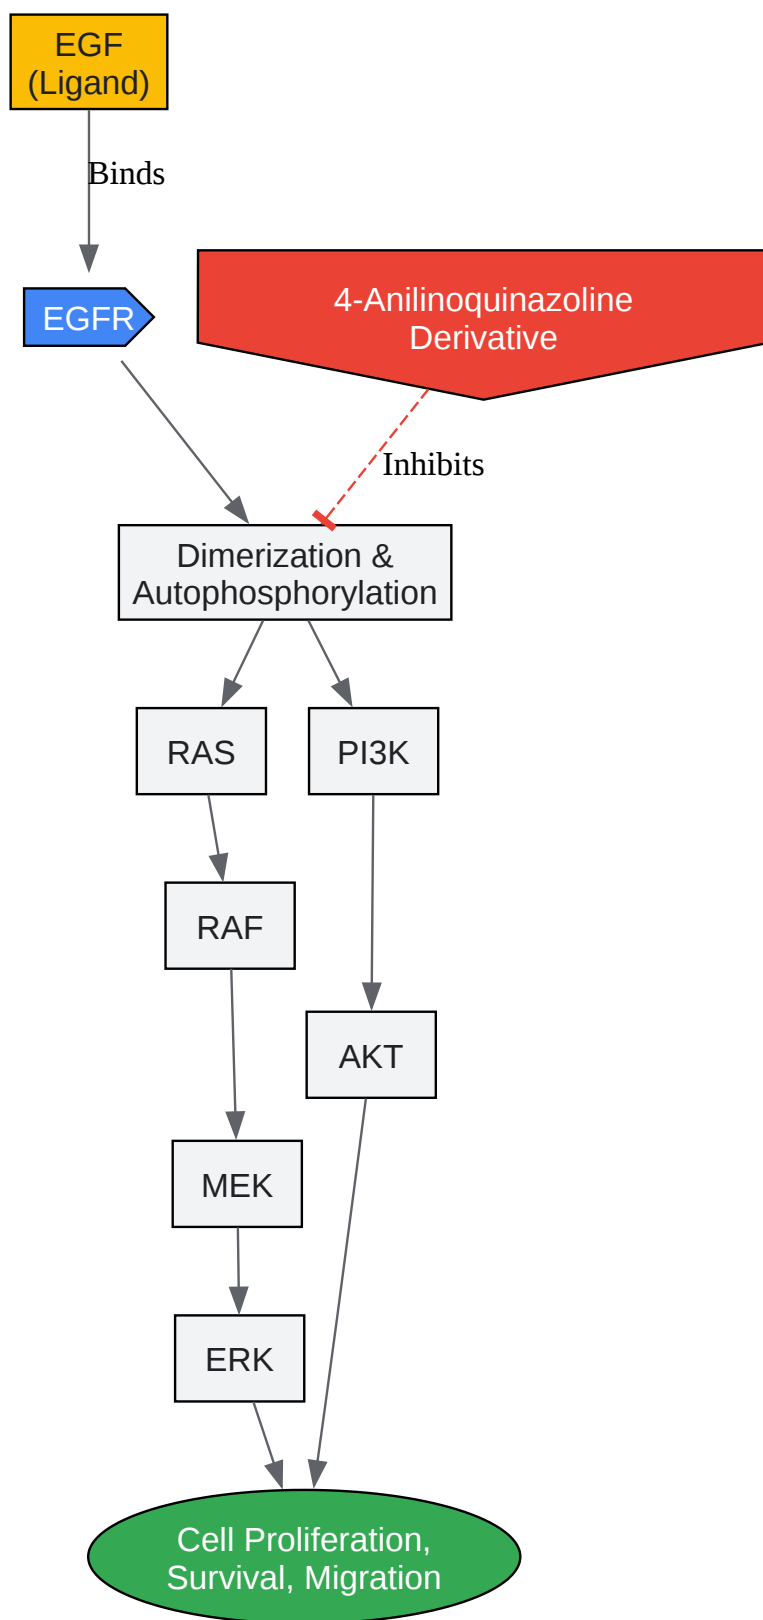 EGF
(Ligand)
Binds
EGFR
4-Anilinoquinazoline
Derivative
Inhibits
Dimerization &
Autophosphorylation
RAS
PI3K
RAF
AKT
MEK
ERK
Cell Proliferation,
Survival, Migration